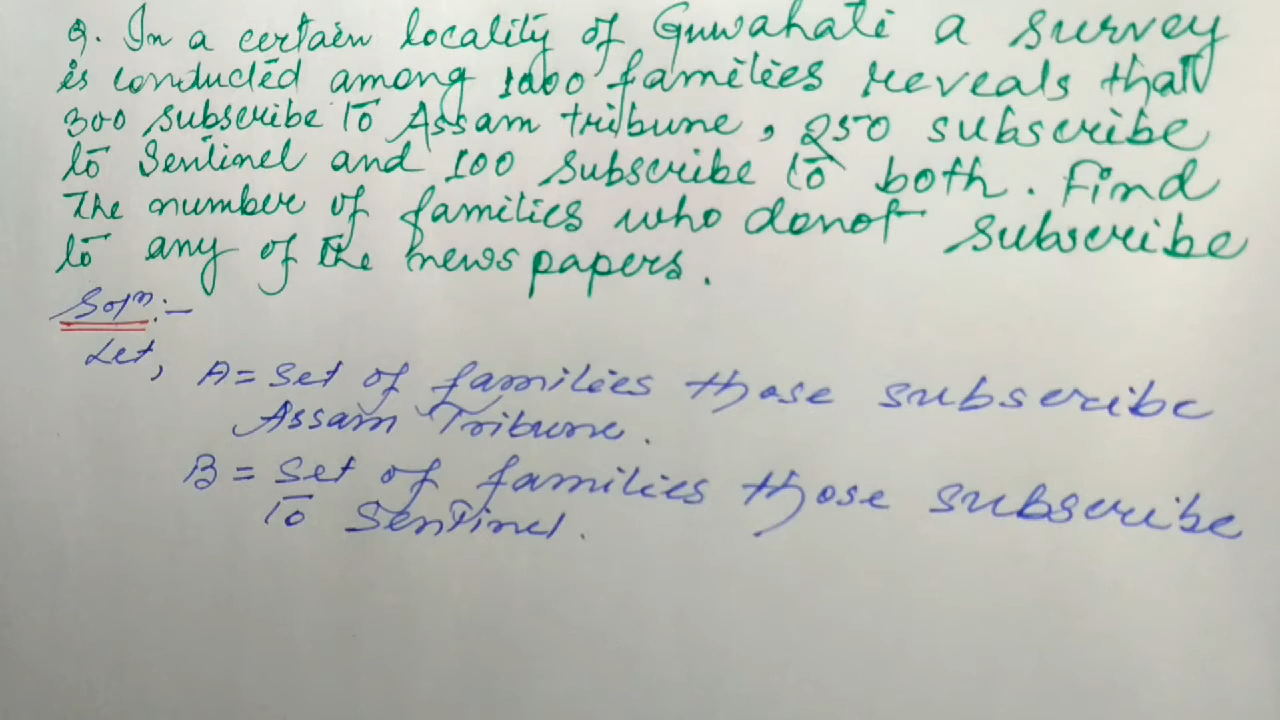 Q. In a certain locality of Guwahati a survey
is conducted among 1000 families reveals that
300 subscribe to Assam tribune, 250 subscribe
to Sentinel and 100 subscribe to both. Find
The number of families who donot subscribe
to any of the news papers.
Soln:-
Let,
A = Set of families those subscribe
Assam Tribune.
B = Set of families those subscribe
To Sentinel.